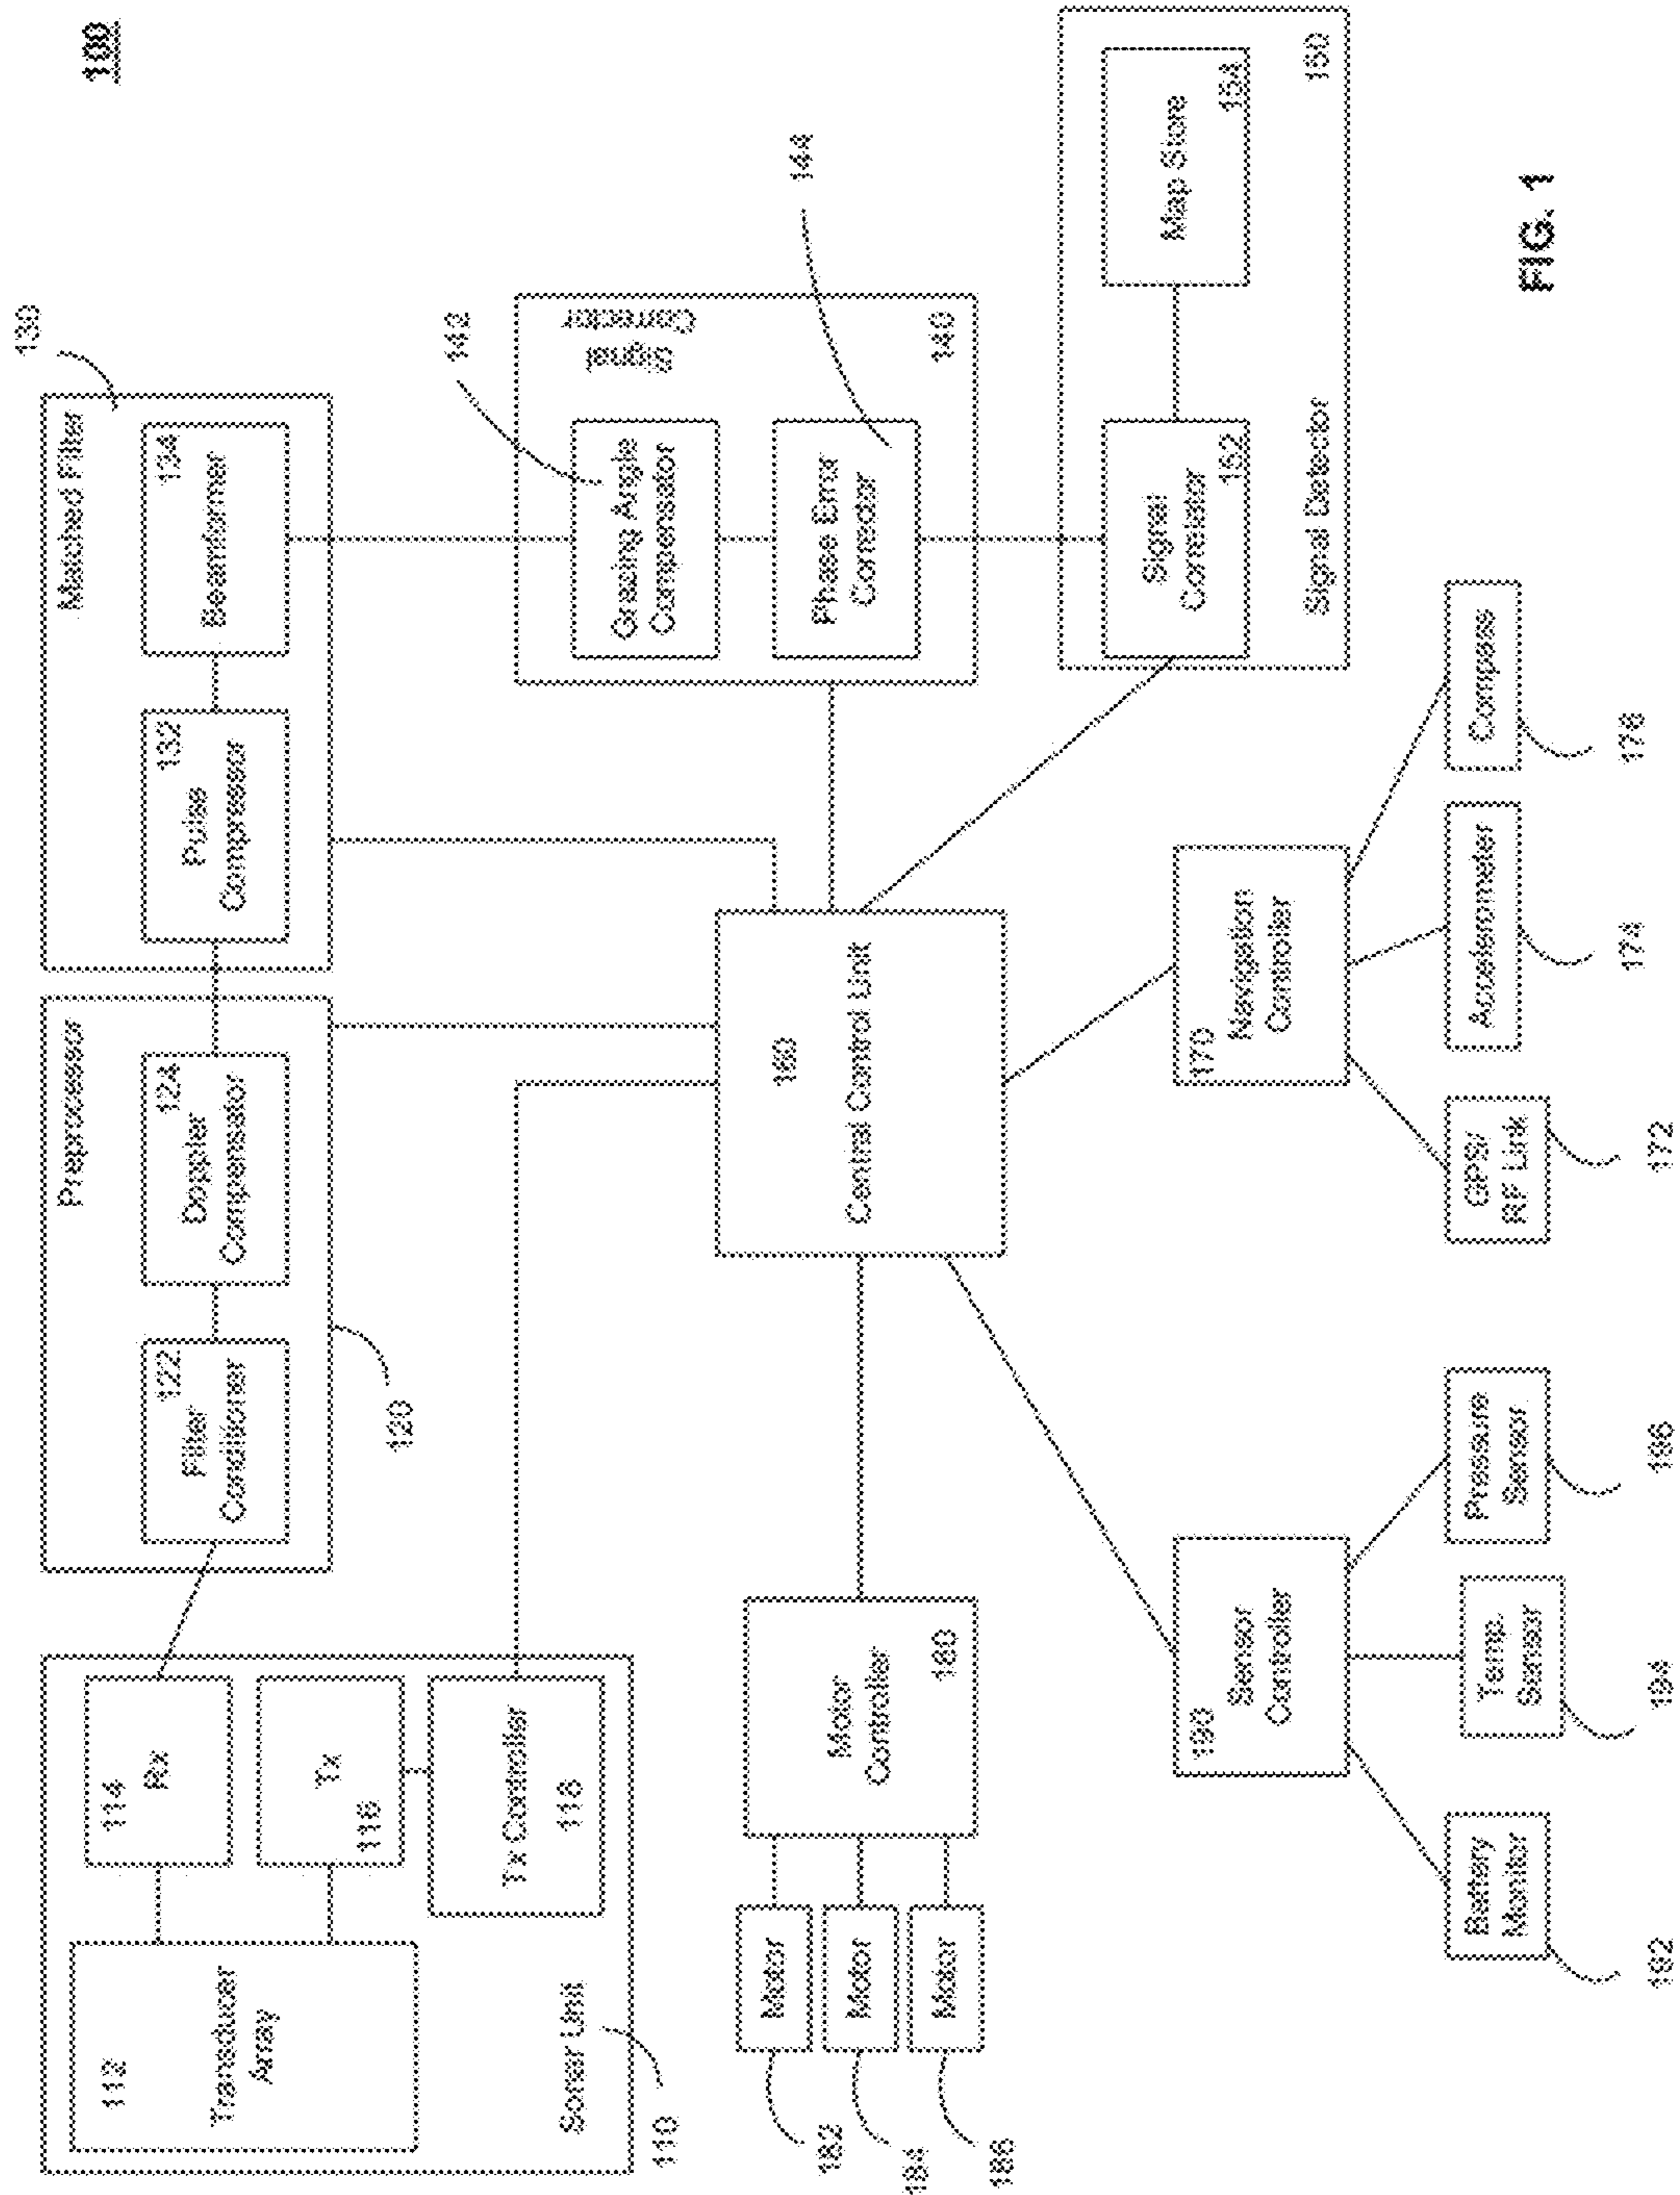 100
130
Matched Filter
134
Beamformer
132
Pulse
Compressor
Preprocessor
124
Doppler
Compensator
122
Filter
Conditioner
120
114
Rx
Tx
116
Tx Controller
118
112
Transducer
Array
Sonar Unit
110
142
Signal
Corrector
Grazing Angle
Compensator
144
Phase Error
Corrector
140
Map Store
154
Signal
Correlator
152
Signal Detector
150
160
Central Control Unit
Motor
Controller
180
Motor
Motor
Motor
182
184
186
170
Navigation
Controller
GPS/
RF Link
172
Accelerometer
174
Compass
176
190
Sensor
Controller
Battery
Monitor
192
Temp.
Sensor
194
Pressure
Sensor
196
FIG. 1